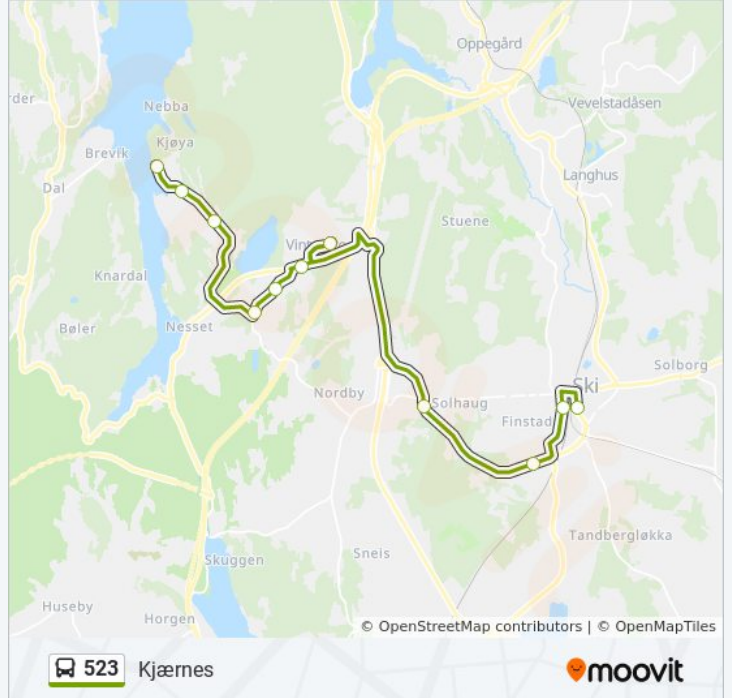 Oppegård
Nebba
Vevelstadåsen
Kjøya
Brevik
Langhus
Dal
Stuene
Knardal
Bøler
Nesset
Solborg
Ski
Nordby
Solhaug
Finstad
Tandbergløkka
Sneis
Skuggen
Huseby
Horgen
© OpenStreetMap contributors | © OpenMapTiles
523 Kjærnes
moovit